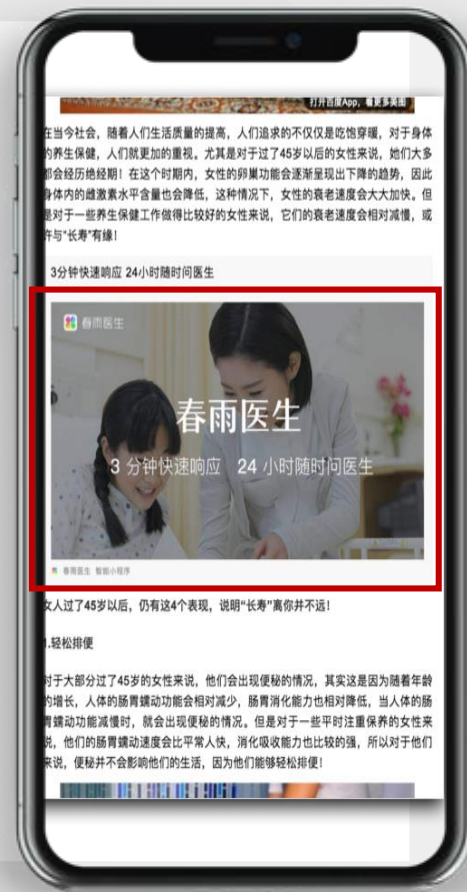 打开百度App，看更多美图
在当今社会，随着人们生活质量的提高，人们追求的不仅仅是吃饱穿暖，对于身体
的养生保健，人们就更加的重视。尤其是对于过了45岁以后的女性来说，她们大多
都会经历绝经期！在这个时期内，女性的卵巢功能会逐渐呈现出下降的趋势，因此
身体内的雌激素水平含量也会降低，这种情况下，女性的衰老速度会大大加快。但
是对于一些养生保健工作做得比较好的女性来说，它们的衰老速度会相对减慢，或
许与“长寿”有缘！
3分钟快速响应 24小时随时问医生
春雨医生
春雨医生
3 分钟快速响应 24 小时随时问医生
春雨医生 智能小程序
女人过了45岁以后，仍有这4个表现，说明“长寿”离你并不远！
1.轻松排便
对于大部分过了45岁的女性来说，他们会出现便秘的情况，其实这是因为随着年龄
的增长，人体的肠胃蠕动功能会相对减少，肠胃消化能力也相对降低，当人体的肠
胃蠕动功能减慢时，就会出现便秘的情况。但是对于一些平时注重保养的女性来
说，他们的肠胃蠕动速度会比平常人快，消化吸收能力也比较的强，所以对于他们
来说，便秘并不会影响他们的生活，因为他们能够轻松排便！